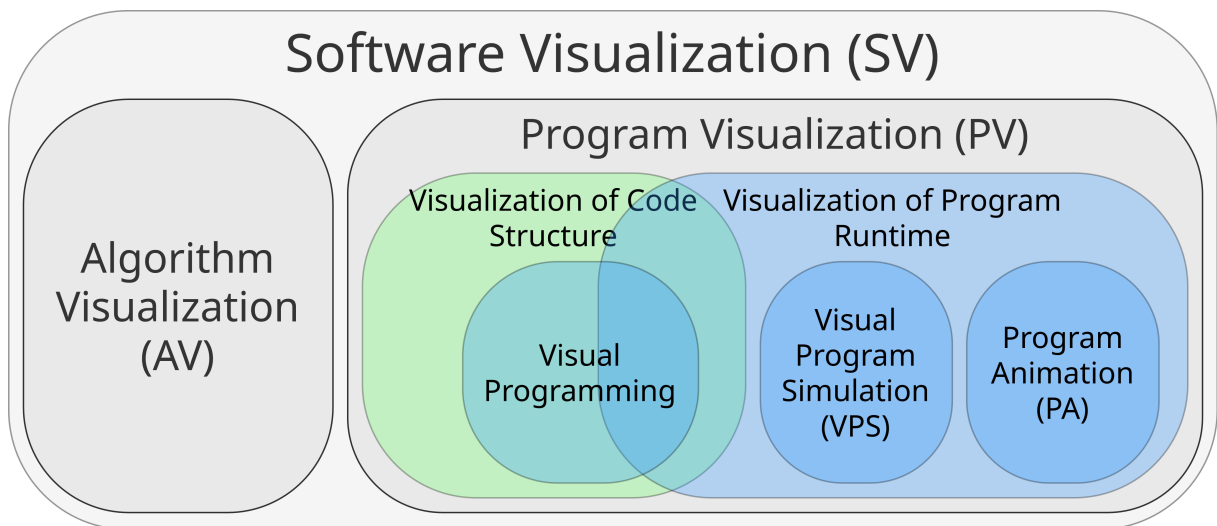 Software Visualization (SV)
Program Visualization (PV)
Algorithm
Visualization
(AV)
Visualization of Code
Structure
Visualization of Program
Runtime
Visual
Programming
Visual
Program
Simulation
(VPS)
Program
Animation
(PA)